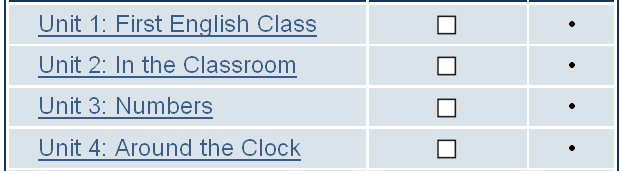 Unit 1: First English Class ☐ •
Unit 2: In the Classroom ☐ •
Unit 3: Numbers ☐ •
Unit 4: Around the Clock ☐ •